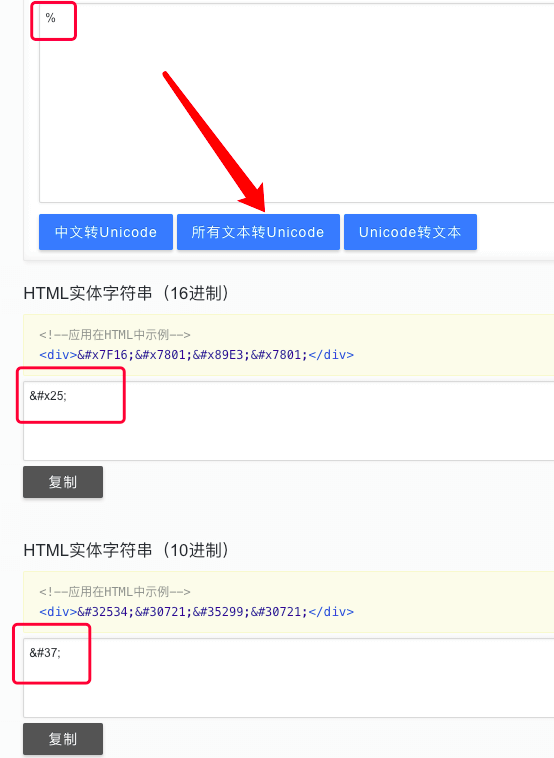 %
中文转Unicode 所有文本转Unicode Unicode转文本
HTML实体字符串（16进制）
<!--应用在HTML中示例-->
<div>&#x7F16;&#x7801;&#x89E3;&#x7801;</div>
&#x25;
复制
HTML实体字符串（10进制）
<!--应用在HTML中示例-->
<div>&#32534;&#30721;&#35299;&#30721;</div>
&#37;
复制